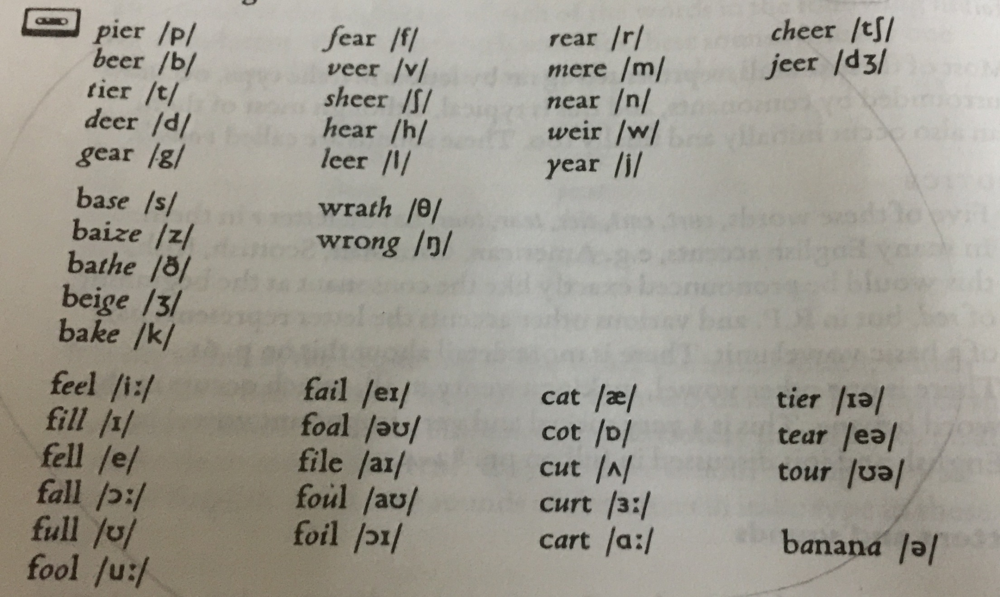 pier /p/
beer /b/
tier /t/
deer /d/
gear /g/
fear /f/
veer /v/
sheer /ʃ/
hear /h/
leer /l/
rear /r/
mere /m/
near /n/
weir /w/
year /j/
cheer /tʃ/
jeer /dʒ/
base /s/
baize /z/
bathe /ð/
beige /ʒ/
bake /k/
wrath /θ/
wrong /ŋ/
feel /iː/
fill /ɪ/
fell /e/
fall /ɔː/
full /ʊ/
fool /uː/
fail /eɪ/
foal /əʊ/
file /aɪ/
foul /aʊ/
foil /ɔɪ/
cat /æ/
cot /ɒ/
cut /ʌ/
curt /ɜː/
cart /ɑː/
tier /ɪə/
tear /eə/
tour /ʊə/
banana /ə/